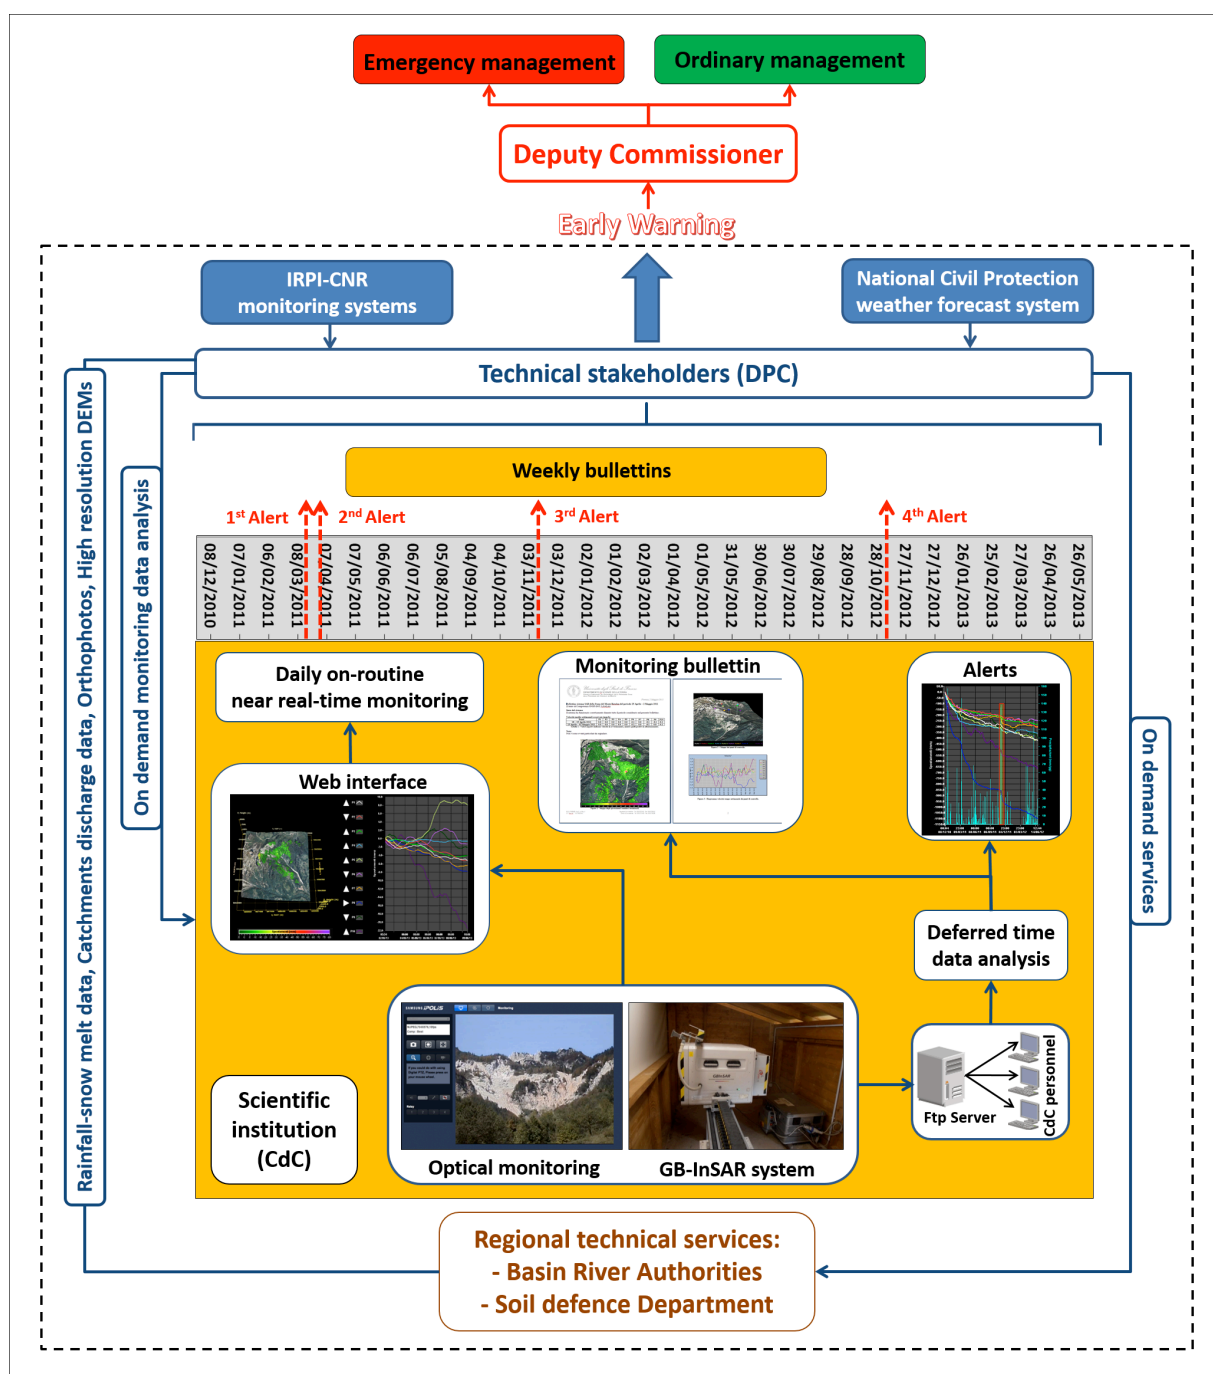 Emergency management
Ordinary management
Deputy Commissioner
Early Warning
IRPI-CNR
monitoring systems
National Civil Protection
weather forecast system
Technical stakeholders (DPC)
Rainfall-snow melt data, Catchments discharge data, Orthophotos, High resolution DEMs
On demand monitoring data analysis
On demand services
Weekly bullettins
1st Alert
2nd Alert
3rd Alert
4th Alert
08/12/2010
07/01/2011
06/02/2011
08/03/2011
07/04/2011
07/05/2011
06/06/2011
06/07/2011
05/08/2011
04/09/2011
04/10/2011
03/11/2011
03/12/2011
02/01/2012
01/02/2012
02/03/2012
01/04/2012
01/05/2012
31/05/2012
30/06/2012
30/07/2012
29/08/2012
28/09/2012
28/10/2012
27/11/2012
27/12/2012
26/01/2013
25/02/2013
27/03/2013
26/04/2013
26/05/2013
Daily on-routine
near real-time monitoring
Monitoring bullettin
Alerts
Web interface
Deferred time
data analysis
SAMSUNG iPOLiS
Monitoring
GB-InSAR
Ftp Server
CdC personnel
Scientific
institution
(CdC)
Optical monitoring
GB-InSAR system
Regional technical services:
- Basin River Authorities
- Soil defence Department